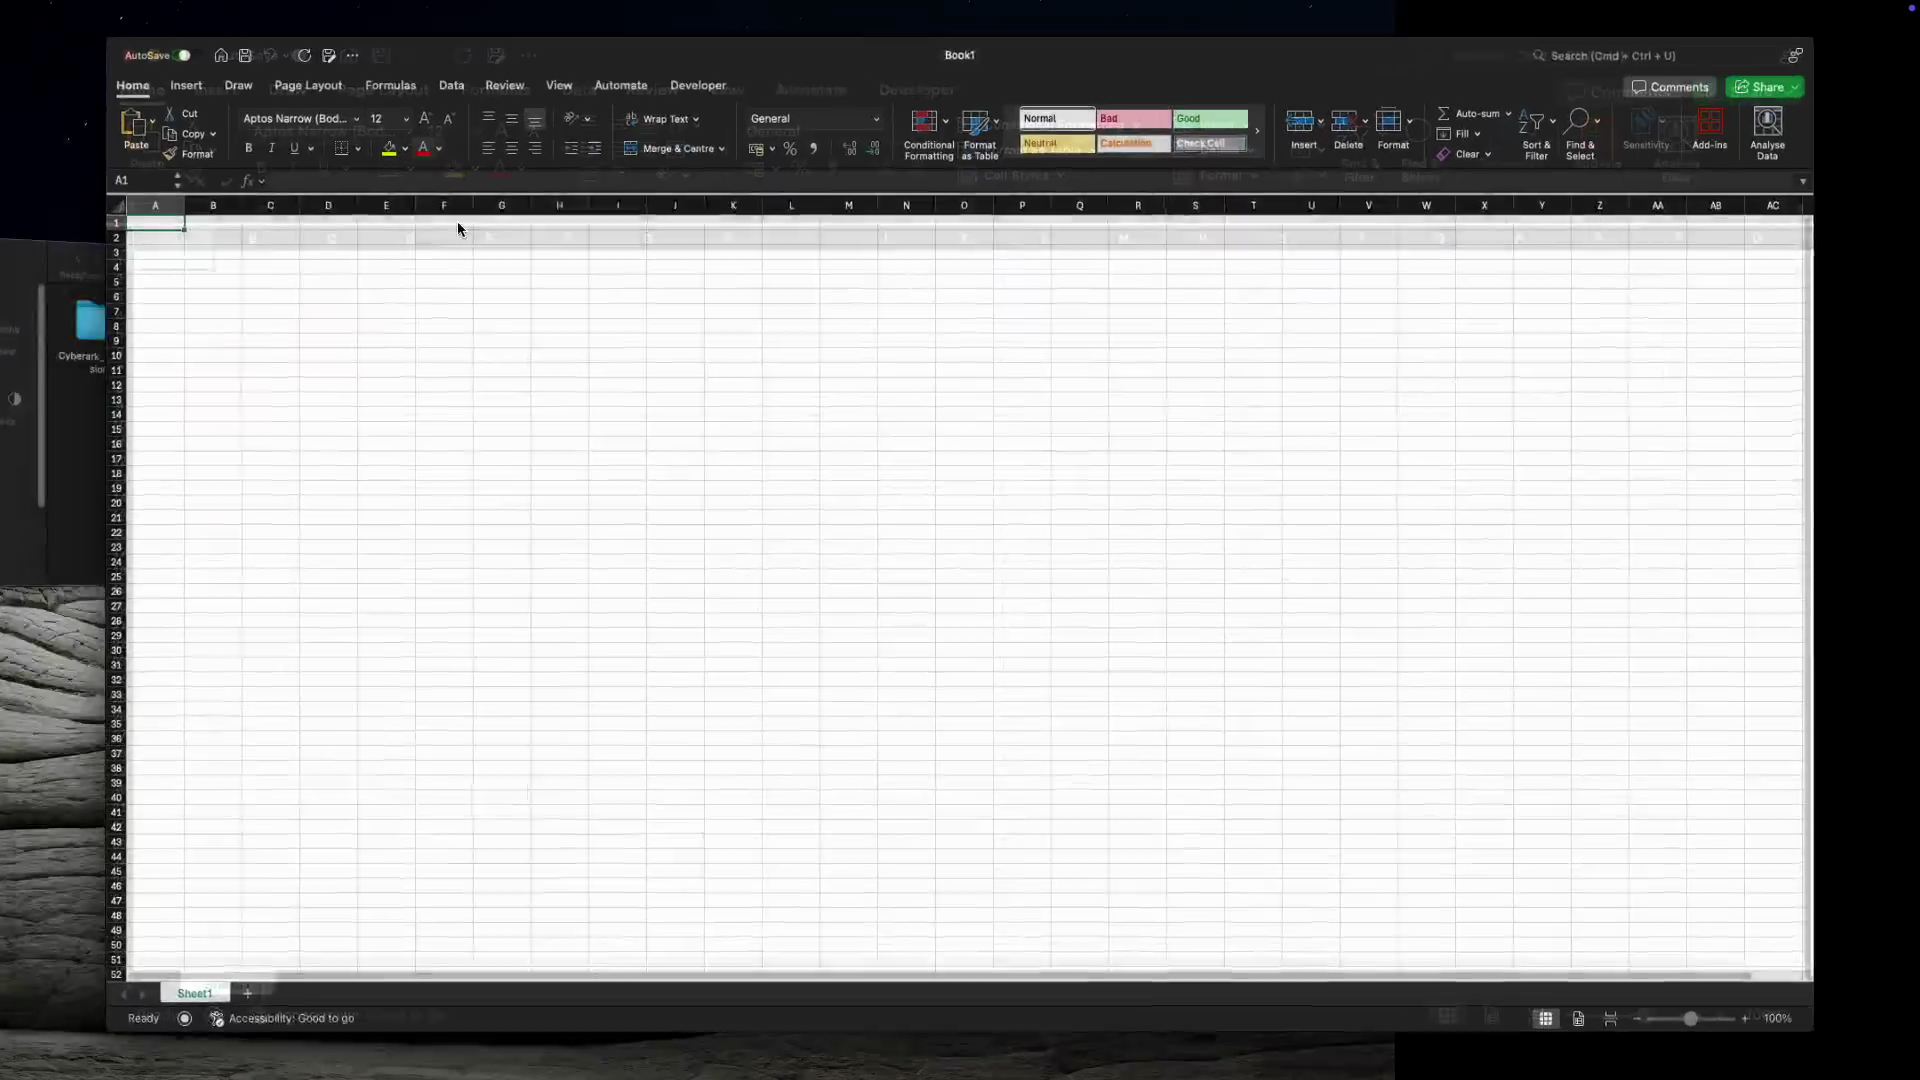 AutoSave
Book1
Search (Cmd + Ctrl + U)
Home Insert Draw Page Layout Formulas Data Review View Automate Developer
Comments Share
Paste
Cut
Copy
Format
Aptos Narrow (Bod... 12
B I U
Wrap Text
Merge & Centre
General
Conditional Formatting
Format as Table
Normal Bad Good
Neutral Calculation Check Cell
Insert Delete Format
Auto-sum
Fill
Clear
Sort & Filter
Find & Select
Sensitivity
Add-ins
Analyse Data
A1
fx
A B C D E F G H I J K L M N O P Q R S T U V W X Y Z AA AB AC
1
2
3
4
5
6
7
8
9
10
11
12
13
14
15
16
17
18
19
20
21
22
23
24
25
26
27
28
29
30
31
32
33
34
35
36
37
38
39
40
41
42
43
44
45
46
47
48
49
50
51
52
Cyberark_
Sheet1
Ready
Accessibility: Good to go
100%